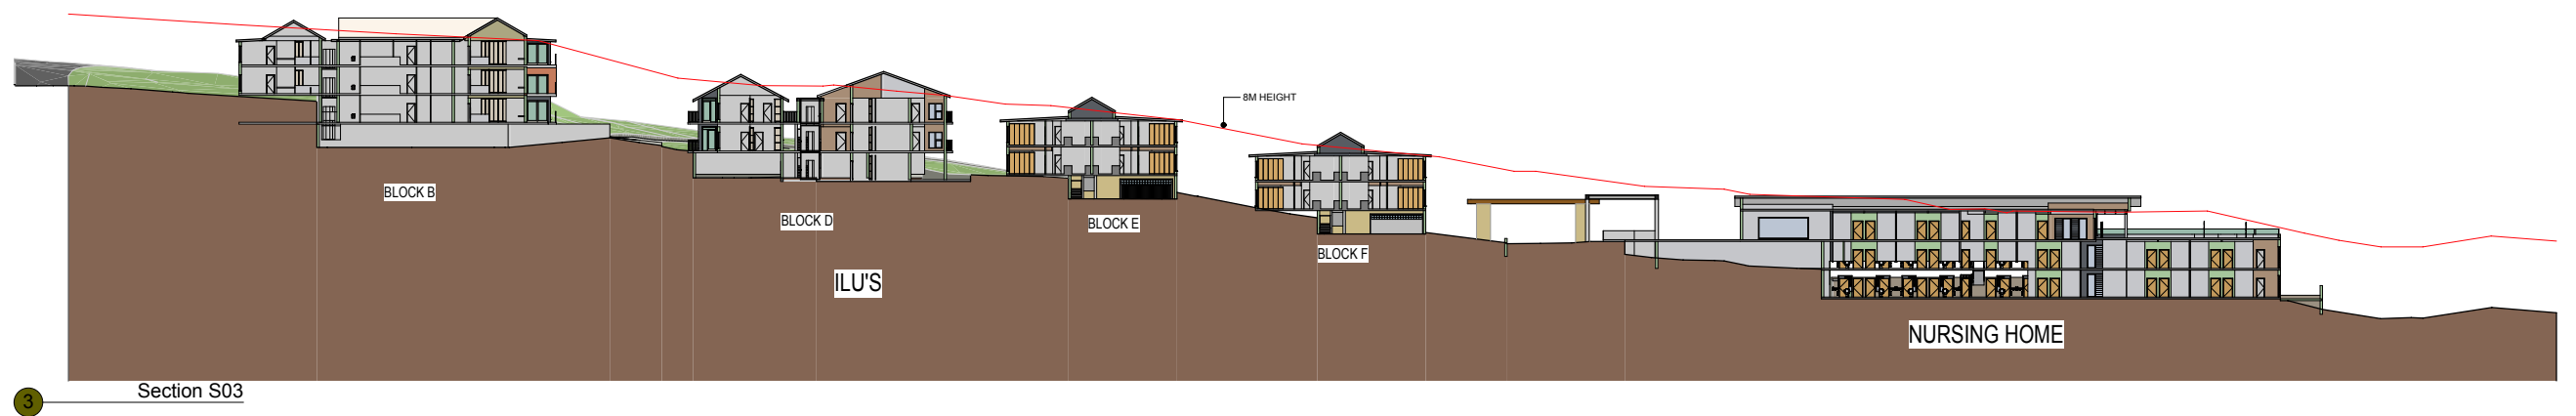 8M HEIGHT
BLOCK B
BLOCK D
BLOCK E
BLOCK F
ILU'S
NURSING HOME
3
Section S03